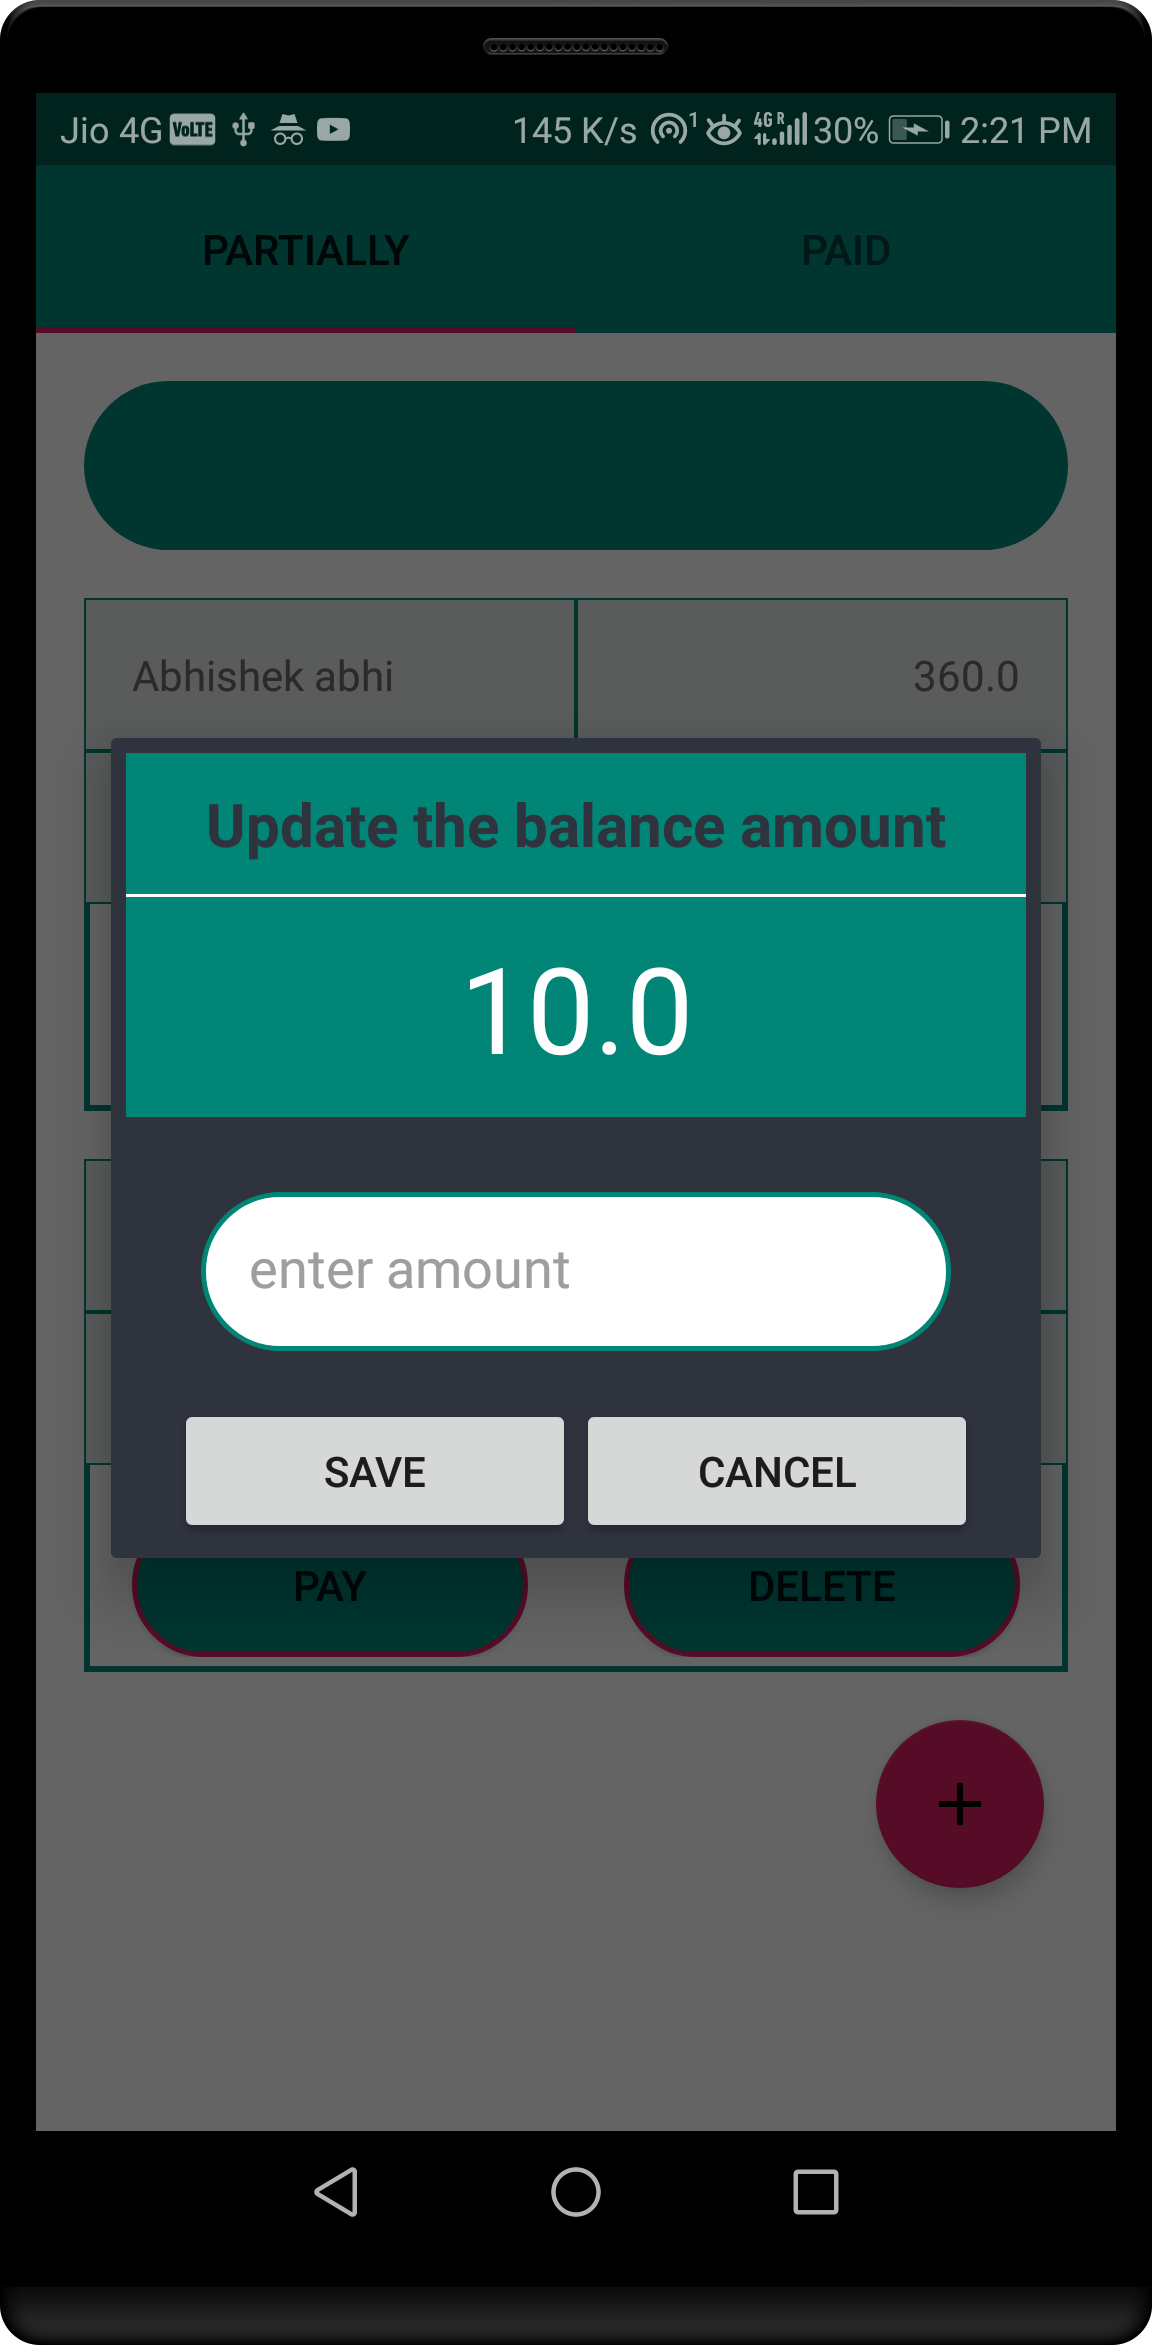 Jio 4G VoLTE 145 K/s 1 4G R 30% 2:21 PM
PARTIALLY PAID
Abhishek abhi 360.0
Update the balance amount
10.0
enter amount
SAVE CANCEL
PAY DELETE